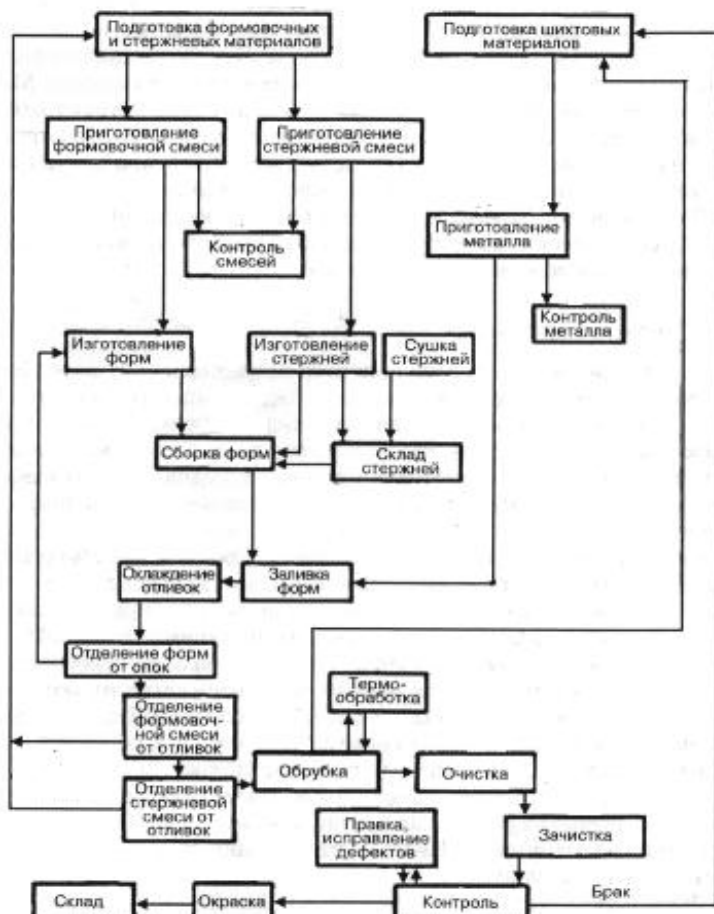 Подготовка формовочных
и стержневых материалов
Подготовка шихтовых
материалов
Приготовление
формовочной смеси
Приготовление
стержневой смеси
Контроль
смесей
Приготовление
металла
Контроль
металла
Изготовление
форм
Изготовление
стержней
Сушка
стержней
Сборка форм
Склад
стержней
Охлаждение
отливок
Заливка
форм
Отделение форм
от опок
Термо-
обработка
Отделение
формовоч-
ной смеси
от отливок
Обрубка
Очистка
Отделение
стержневой
смеси от
отливок
Правка,
исправление
дефектов
Зачистка
Склад
Окраска
Контроль
Брак